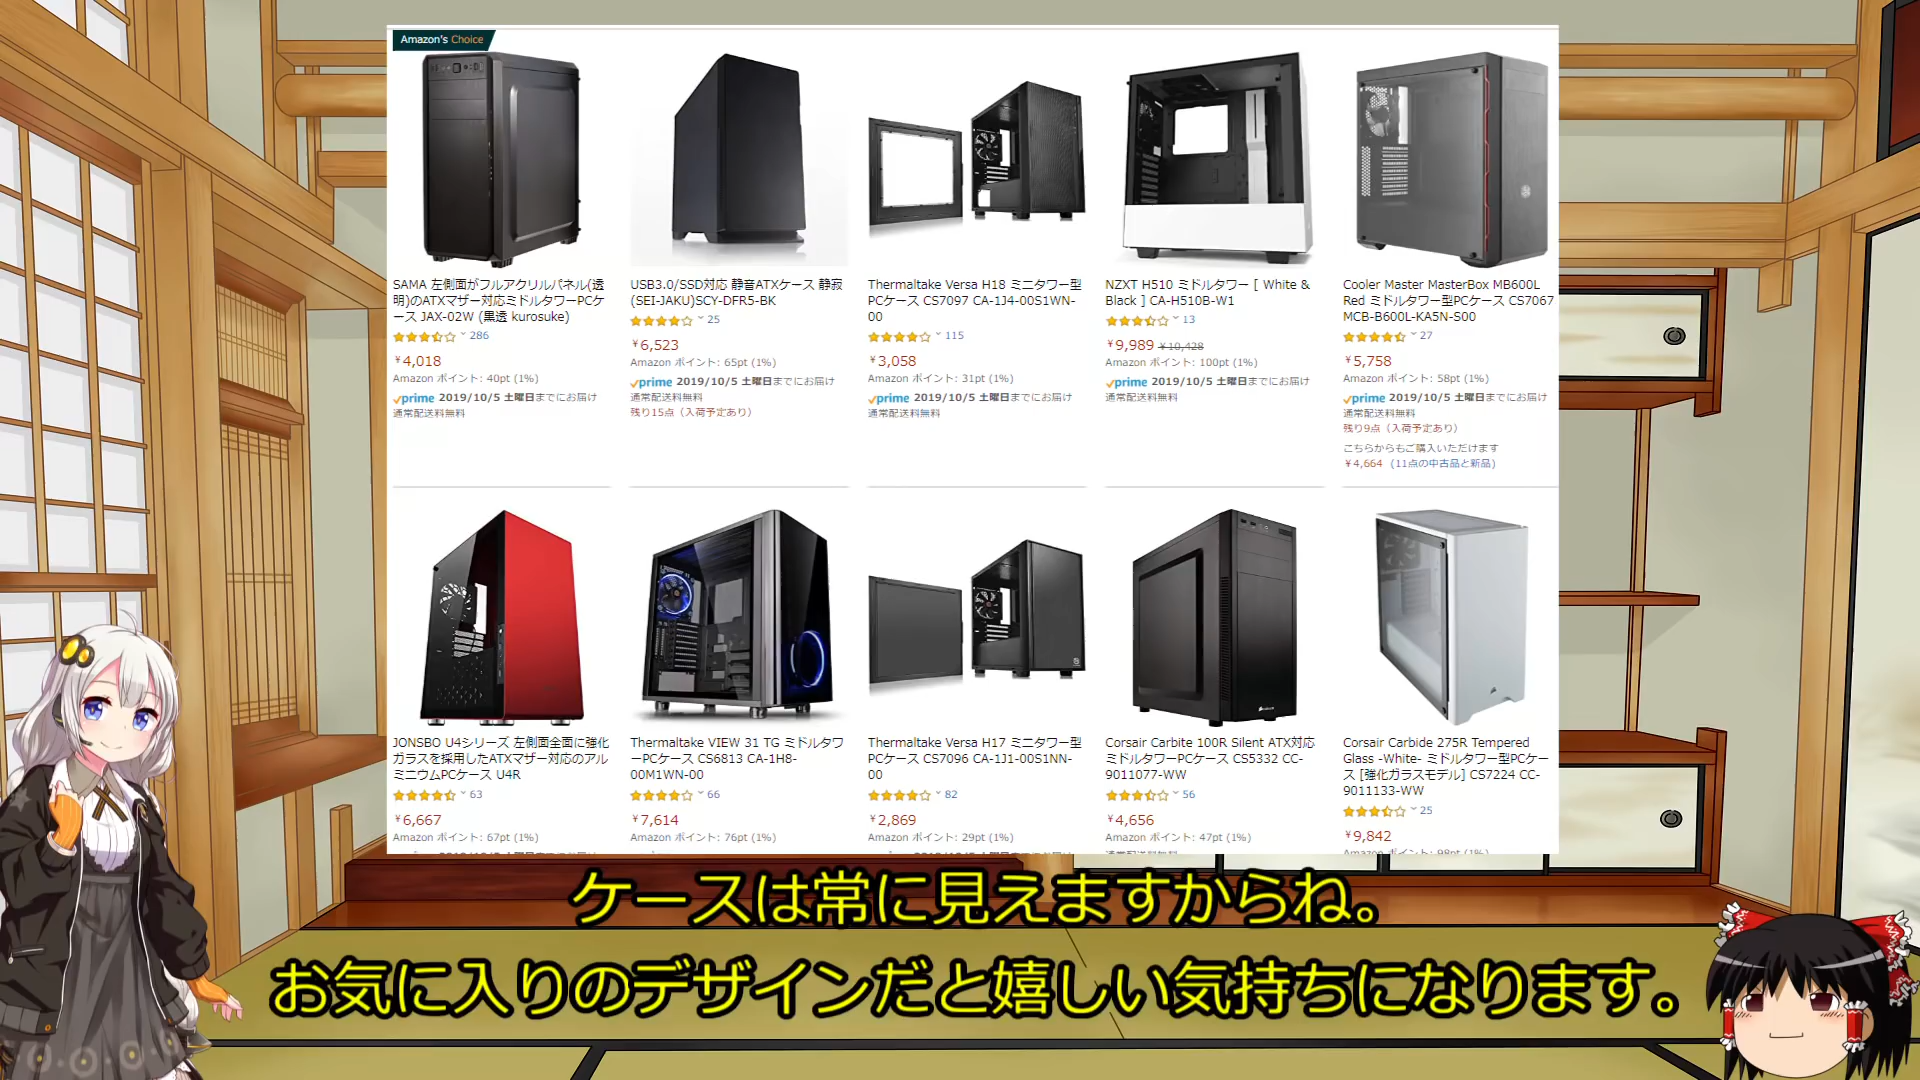 Amazon's Choice
SAMA 左側面がフルアクリルパネル(透
明)のATXマザー対応ミドルタワーPCケ
ース JAX-02W (黒透 kurosuke)
286
￥4,018
Amazon ポイント: 40pt (1%)
prime 2019/10/5 土曜日までにお届け
通常配送料無料
USB3.0/SSD対応 静音ATXケース 静寂
(SEI-JAKU)SCY-DFR5-BK
25
￥6,523
Amazon ポイント: 65pt (1%)
prime 2019/10/5 土曜日までにお届け
通常配送料無料
残り15点（入荷予定あり）
Thermaltake Versa H18 ミニタワー型
PCケース CS7097 CA-1J4-00S1WN-
00
115
￥3,058
Amazon ポイント: 31pt (1%)
prime 2019/10/5 土曜日までにお届け
通常配送料無料
NZXT H510 ミドルタワー [ White &
Black ] CA-H510B-W1
13
￥9,989 ￥10,428
Amazon ポイント: 100pt (1%)
prime 2019/10/5 土曜日までにお届け
通常配送料無料
Cooler Master MasterBox MB600L
Red ミドルタワー型PCケース CS7067
MCB-B600L-KA5N-S00
27
￥5,758
Amazon ポイント: 58pt (1%)
prime 2019/10/5 土曜日までにお届け
通常配送料無料
残り9点（入荷予定あり）
こちらからもご購入いただけます
￥4,664 (11点の中古品と新品)
JONSBO U4シリーズ 左側面全面に強化
ガラスを採用したATXマザー対応のアル
ミニウムPCケース U4R
63
￥6,667
Amazon ポイント: 67pt (1%)
Thermaltake VIEW 31 TG ミドルタワ
ーPCケース CS6813 CA-1H8-
00M1WN-00
66
￥7,614
Amazon ポイント: 76pt (1%)
Thermaltake Versa H17 ミニタワー型
PCケース CS7096 CA-1J1-00S1NN-
00
82
￥2,869
Amazon ポイント: 29pt (1%)
Corsair Carbite 100R Silent ATX対応
ミドルタワーPCケース CS5332 CC-
9011077-WW
56
￥4,656
Amazon ポイント: 47pt (1%)
Corsair Carbide 275R Tempered
Glass -White- ミドルタワー型PCケー
ス [強化ガラスモデル] CS7224 CC-
9011133-WW
25
￥9,842
Amazon ポイント: 98pt (1%)
ケースは常に見えますからね。
お気に入りのデザインだと嬉しい気持ちになります。